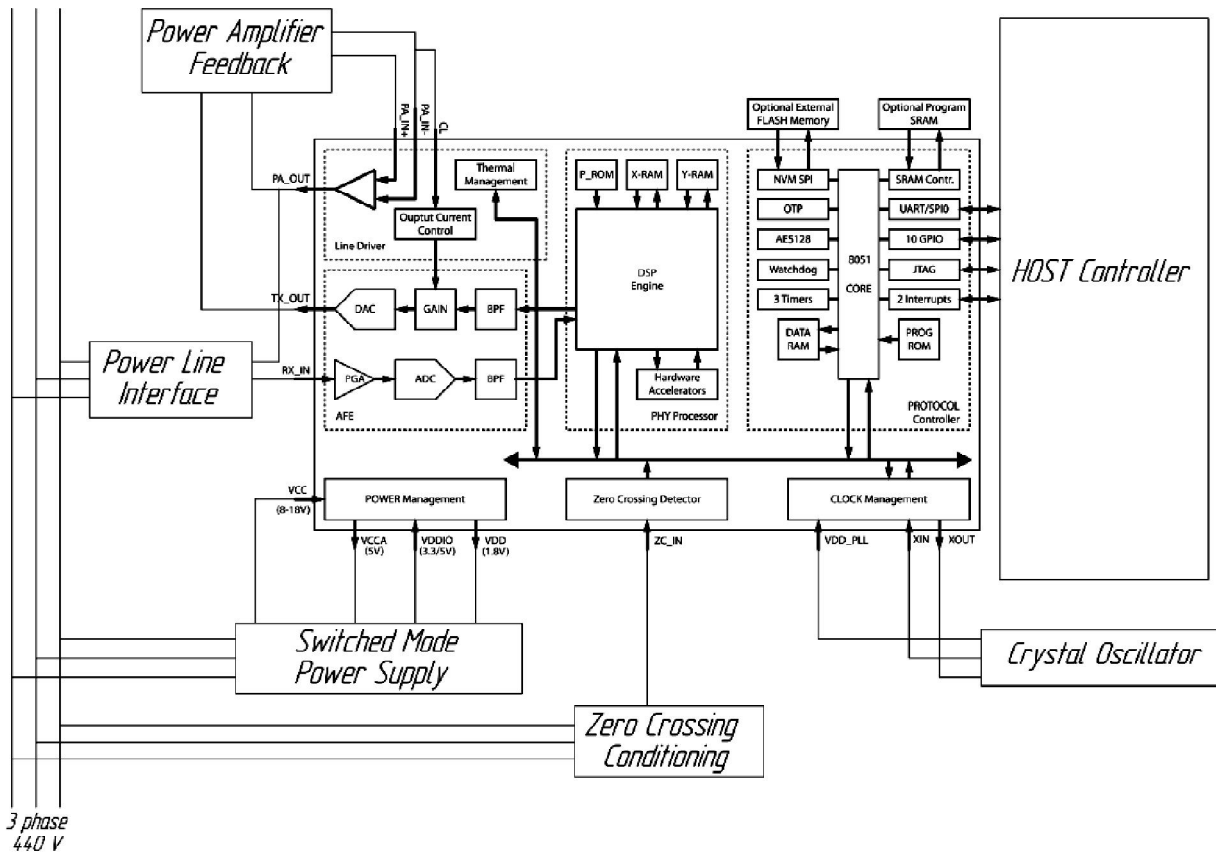 Power Amplifier
Feedback
PA_IN+
PA_IN-
CL
PA_OUT
Thermal
Management
Ouptut Current
Control
Line Driver
TX_OUT
DAC
GAIN
BPF
RX_IN
PGA
ADC
BPF
AFE
Power Line
Interface
P_ROM
X-RAM
Y-RAM
DSP
Engine
Hardware
Accelerators
PHY Processor
Optional External
FLASH Memory
Optional Program
SRAM
NVM SPI
SRAM Contr.
OTP
UART/SPI0
AES128
10 GPIO
8051
CORE
Watchdog
JTAG
3 Timers
2 Interrupts
DATA
RAM
PROG
ROM
PROTOCOL
Controller
HOST Controller
VCC
(8-18V)
POWER Management
Zero Crossing Detector
CLOCK Management
VCCA
(5V)
VDDIO
(3.3/5V)
VDD
(1.8V)
ZC_IN
VDD_PLL
XIN
XOUT
Switched Mode
Power Supply
Crystal Oscillator
Zero Crossing
Conditioning
3 phase
440 V